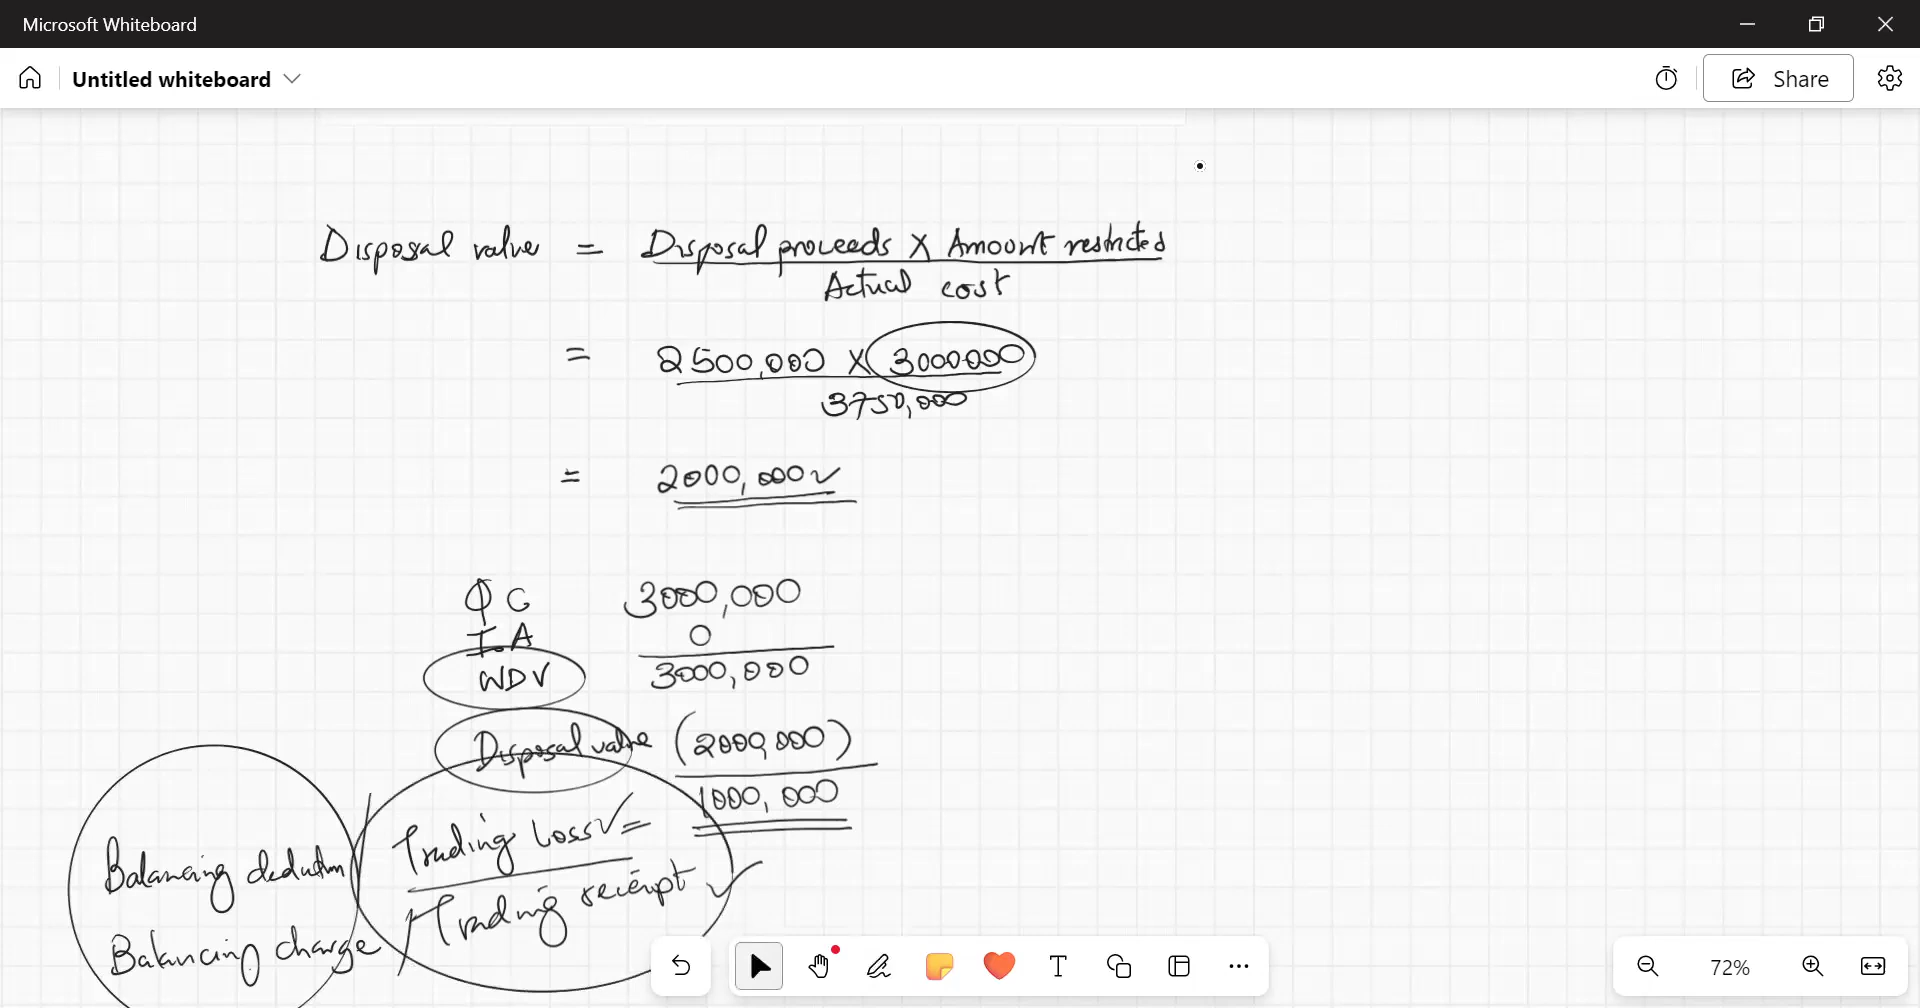 Microsoft Whiteboard
Untitled whiteboard
Share
Disposal value = Disposal proceeds X Amount restricted
Actual cost
= 2500,000 X 3000000
3750,000
= 2000,000
C 3000,000
I.A 0
WDV 3000,000
Disposal value (2000,000)
1000,000
Trading loss
Balancing deduction
Trading receipt
Balancing charge
72%